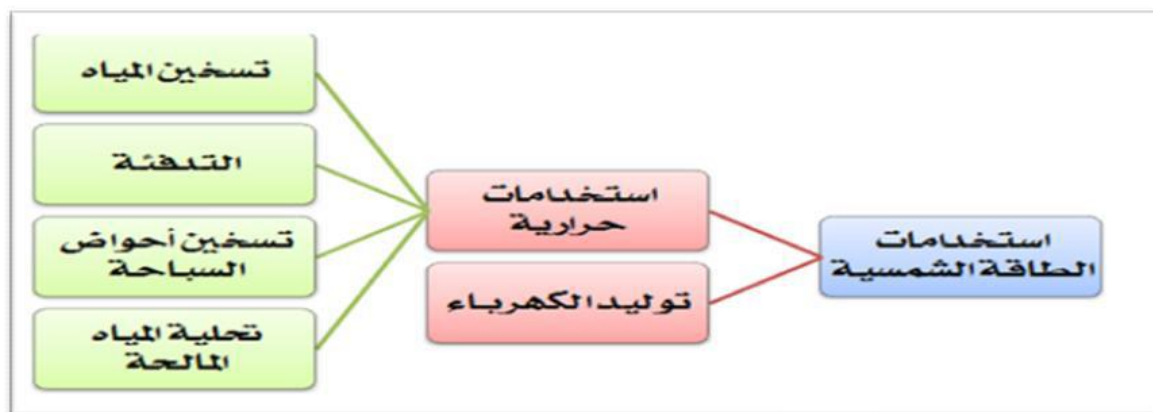 استخدامات
الطاقة الشمسية
استخدامات
حرارية
توليد الكهرباء
تسخين المياه
التدفئة
تسخين أحواض
السباحة
تحلية المياه
المالحة